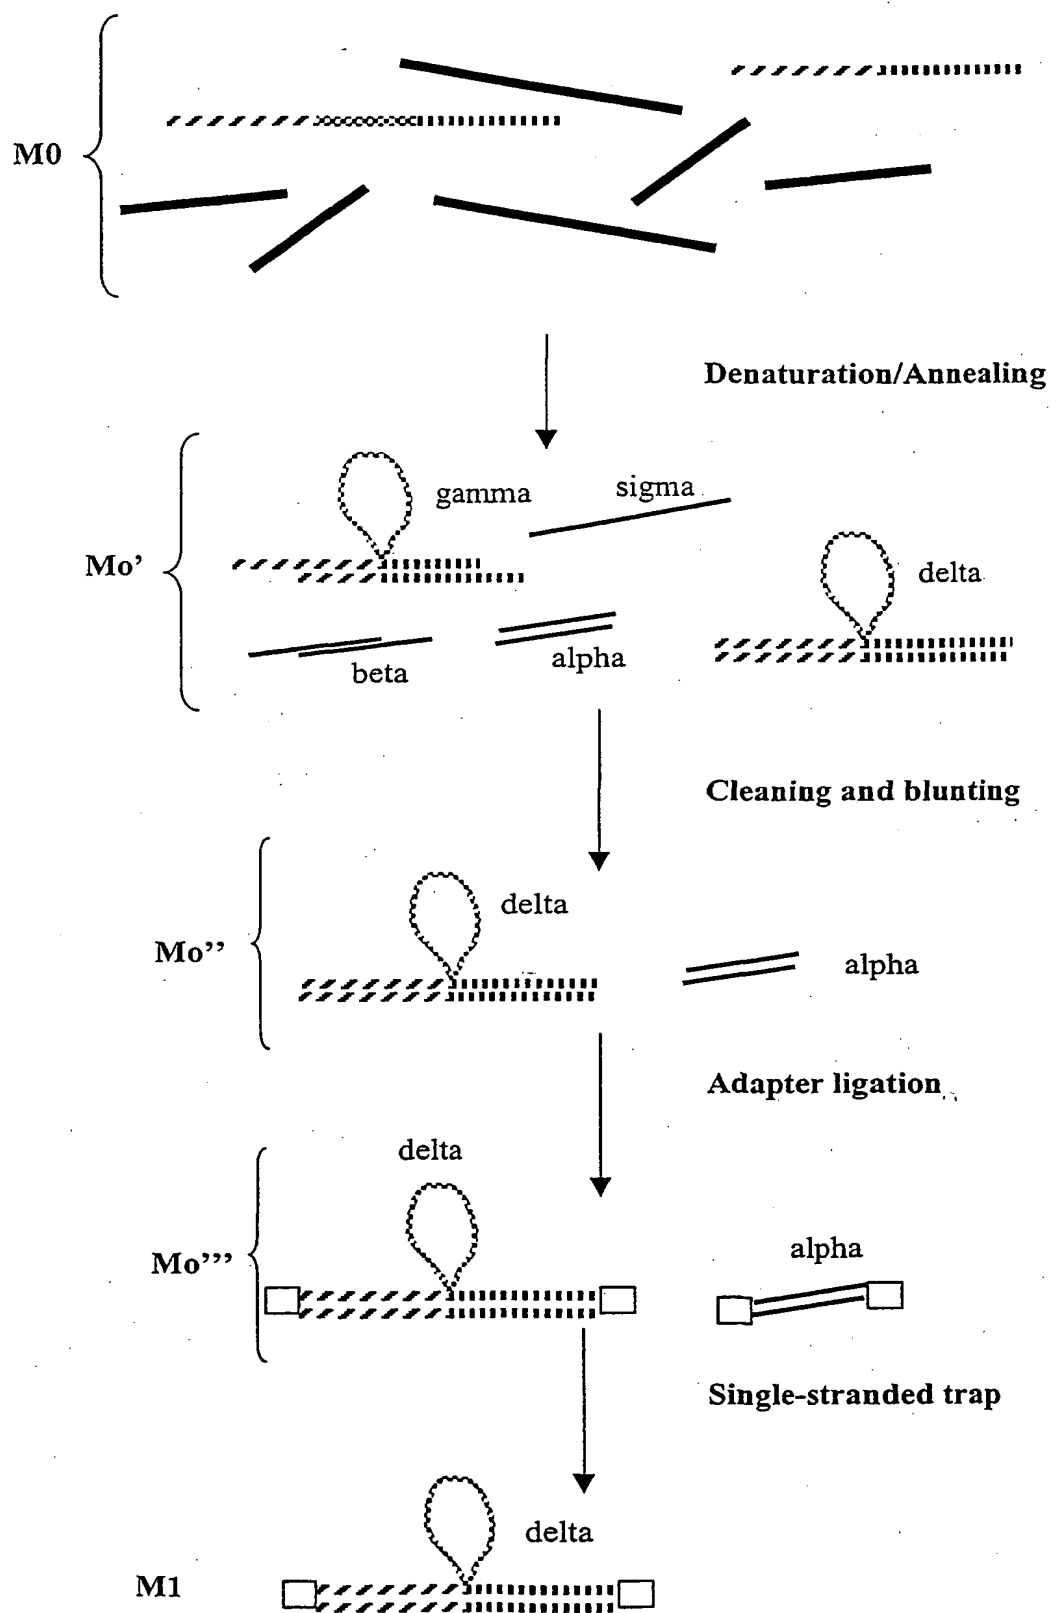 M0
Denaturation/Annealing
gamma
sigma
Mo’
delta
beta
alpha
Cleaning and blunting
delta
Mo’’
alpha
Adapter ligation
delta
Mo’’’
alpha
Single-stranded trap
delta
M1